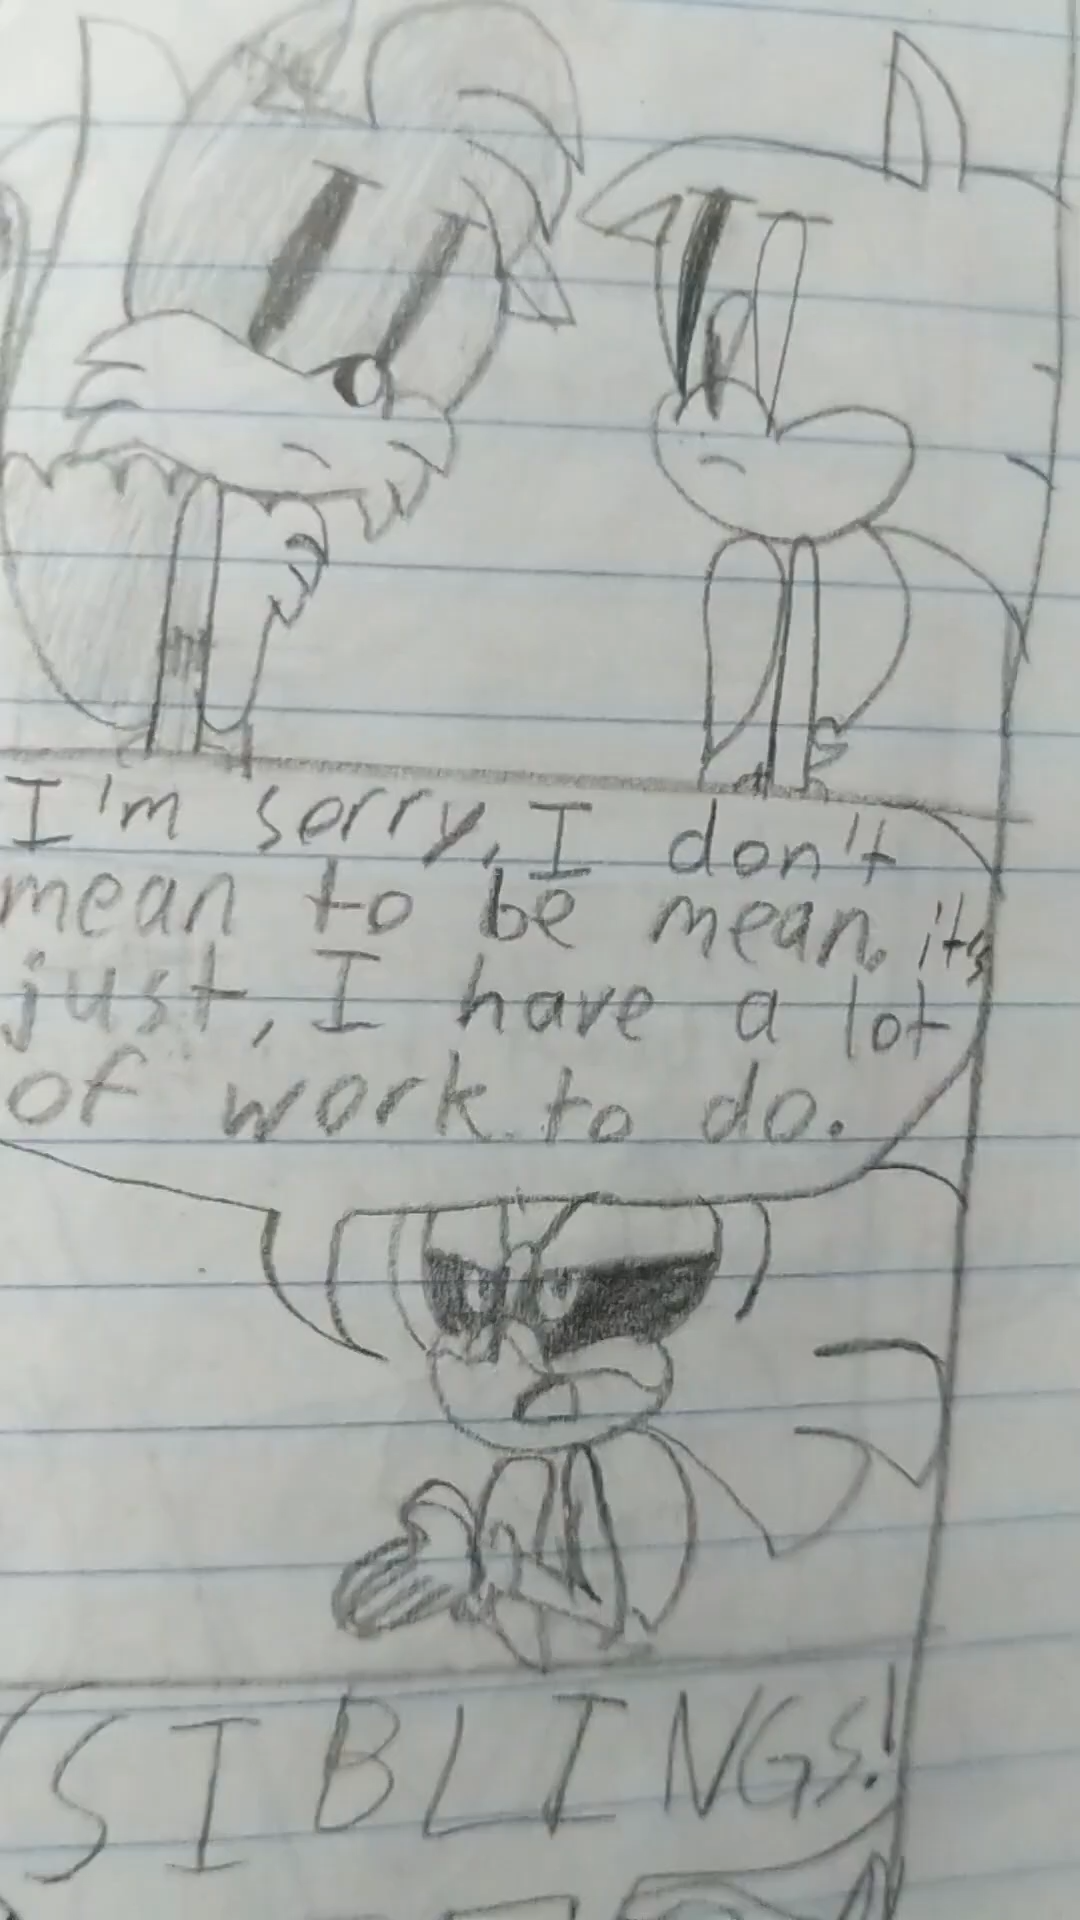 I'm sorry, I don't
mean to be mean. it's
just, I have a lot
of work to do.
SIBLINGS!